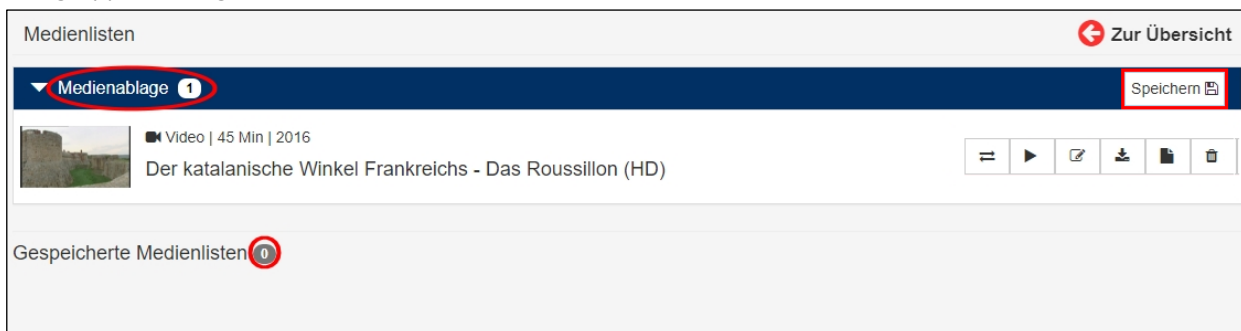 Medienlisten
Zur Übersicht
Medienablage 1
Speichern
Video | 45 Min | 2016
Der katalanische Winkel Frankreichs - Das Roussillon (HD)
Gespeicherte Medienlisten 0